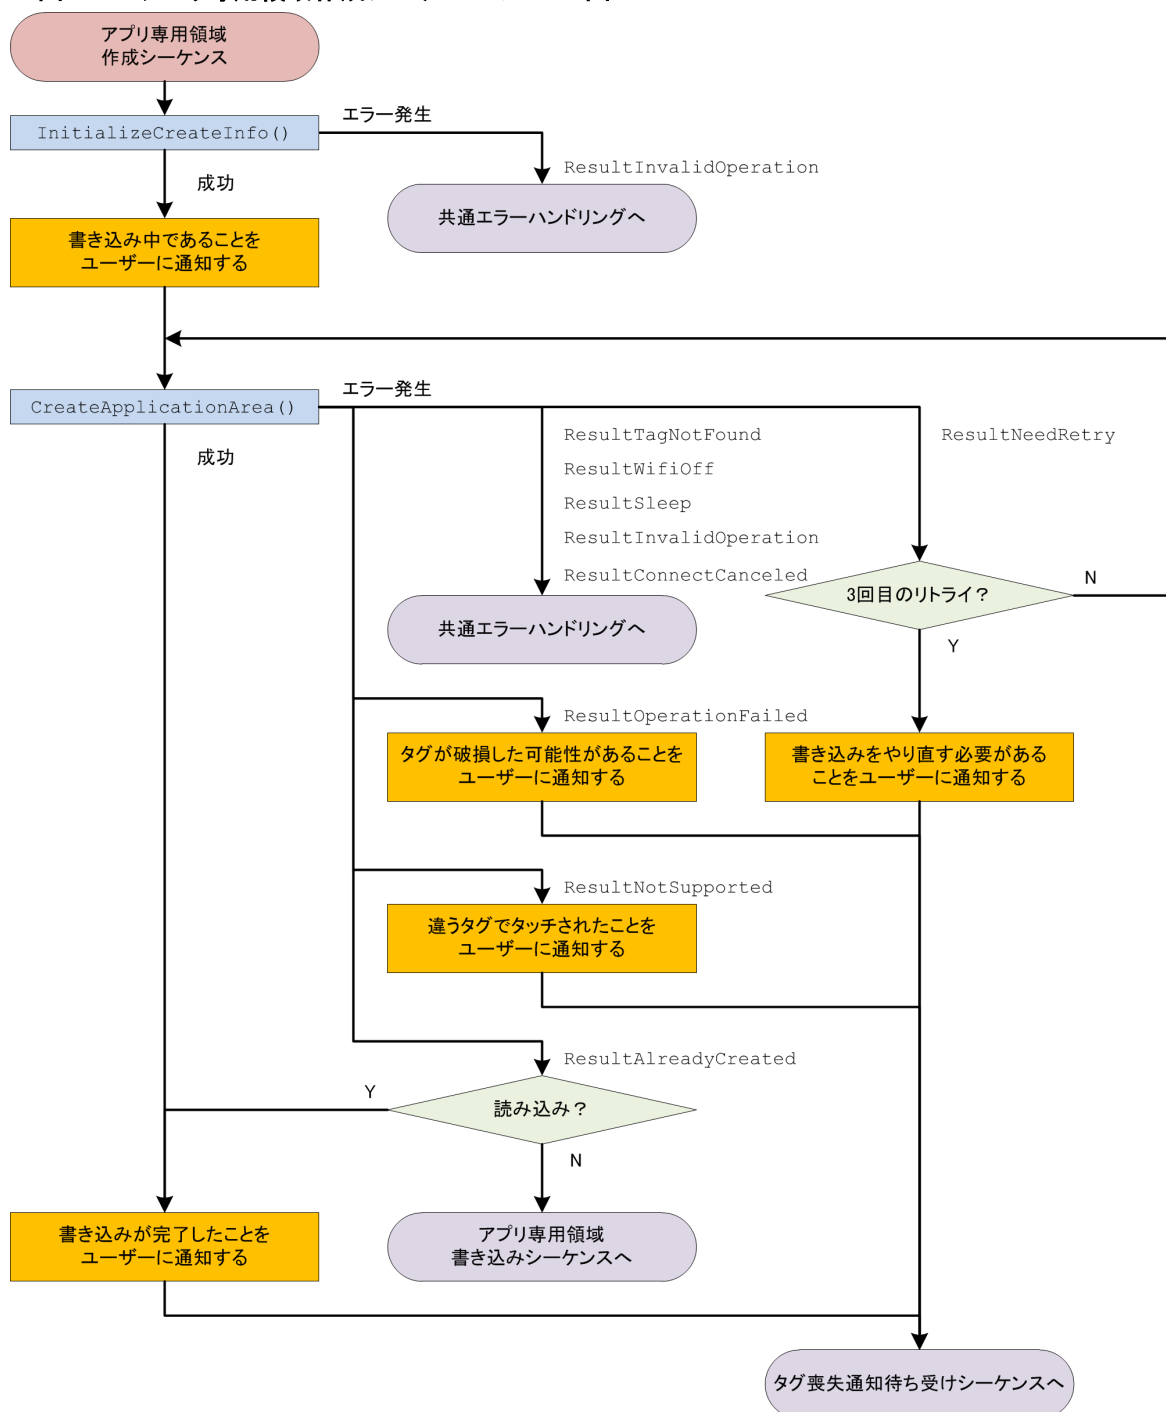 アプリ専用領域
作成シーケンス
InitializeCreateInfo()
エラー発生
ResultInvalidOperation
成功
共通エラーハンドリングへ
書き込み中であることを
ユーザーに通知する
CreateApplicationArea()
エラー発生
成功
ResultTagNotFound
ResultWifiOff
ResultSleep
ResultInvalidOperation
ResultConnectCanceled
ResultNeedRetry
共通エラーハンドリングへ
3回目のリトライ？
N
Y
ResultOperationFailed
タグが破損した可能性があることを
ユーザーに通知する
書き込みをやり直す必要がある
ことをユーザーに通知する
ResultNotSupported
違うタグでタッチされたことを
ユーザーに通知する
ResultAlreadyCreated
Y
読み込み？
N
書き込みが完了したことを
ユーザーに通知する
アプリ専用領域
書き込みシーケンスへ
タグ喪失通知待ち受けシーケンスへ